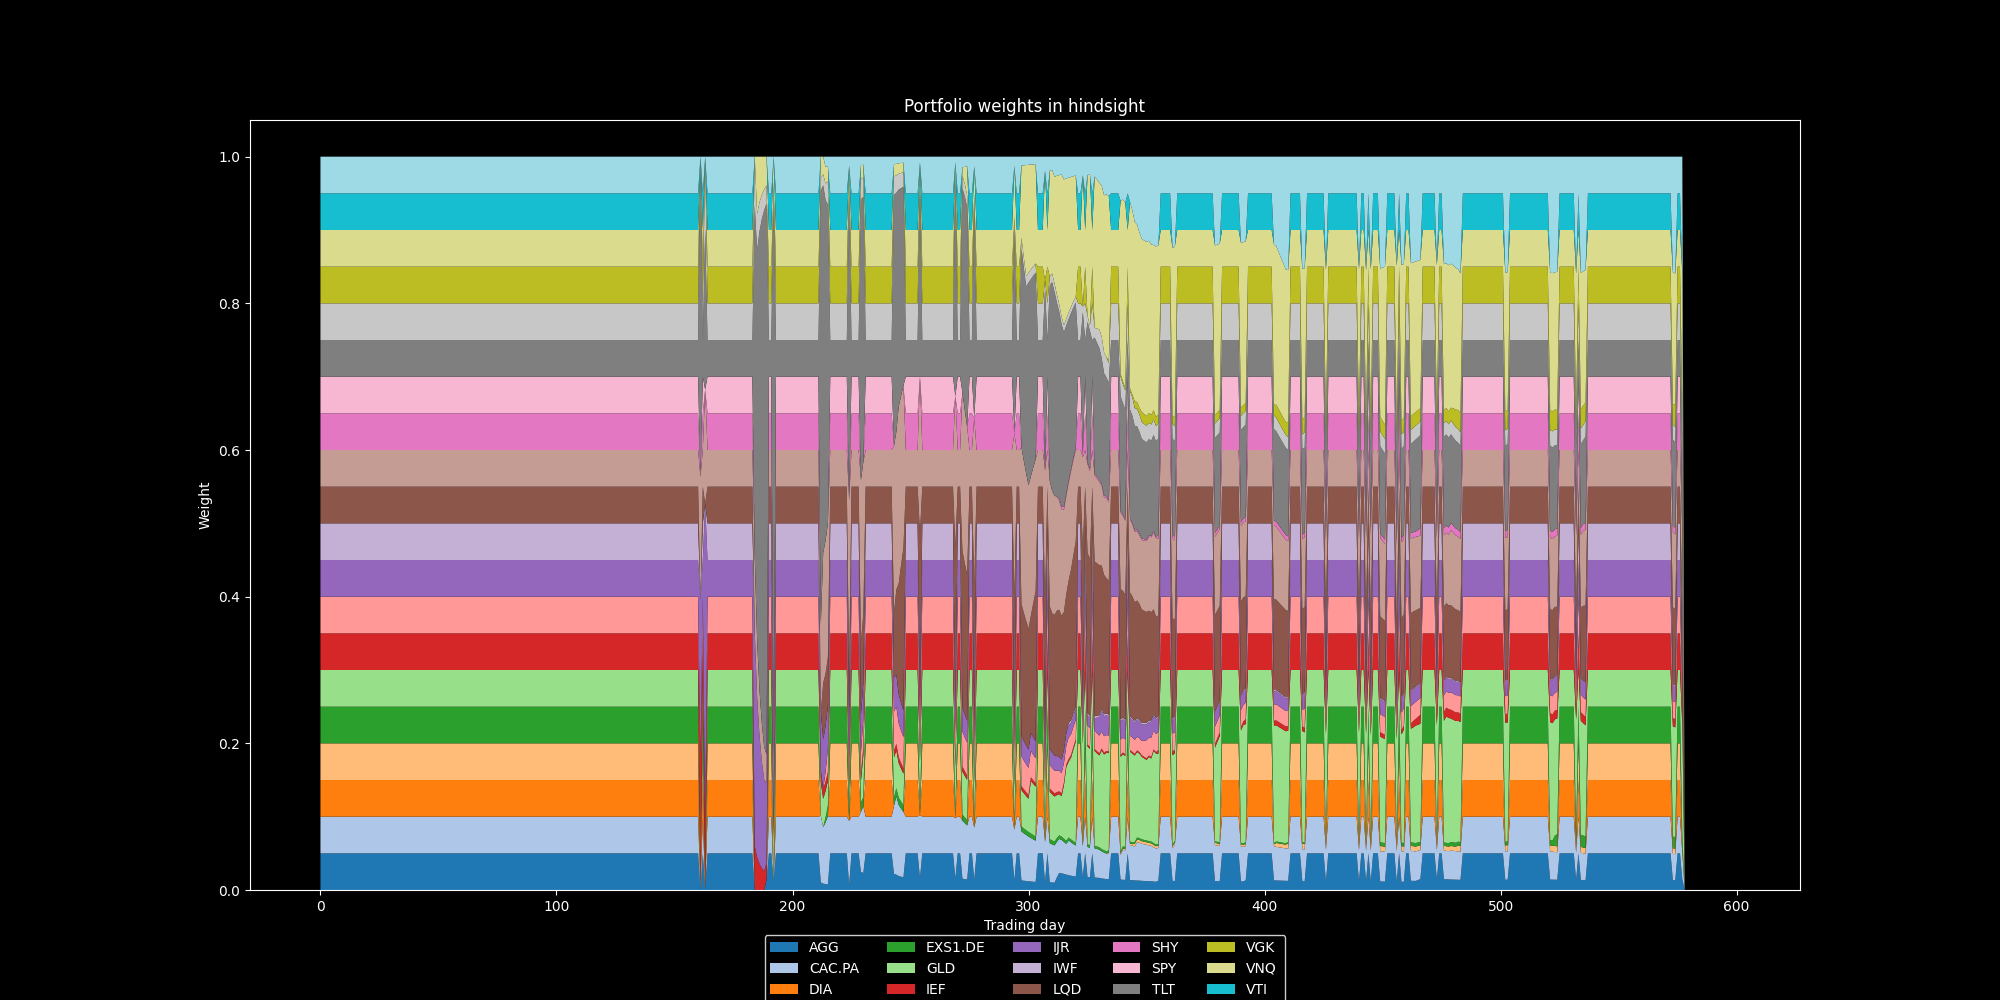 Portfolio weights in hindsight
1.0
0.8
0.6
0.4
0.2
0.0
Weight
0 100 200 300 400 500 600
Trading day
AGG EXS1.DE IJR SHY VGK
CAC.PA GLD IWF SPY VNQ
DIA IEF LQD TLT VTI